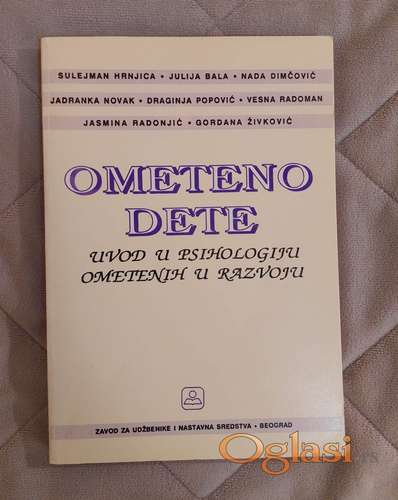 SULEJMAN HRNJICA • JULIJA BALA • NADA DIMČOVIĆ
JADRANKA NOVAK • DRAGINJA POPOVIĆ • VESNA RADOMAN
JASMINA RADONJIĆ • GORDANA ŽIVKOVIĆ
OMETENO
DETE
UVOD U PSIHOLOGIJU
OMETENIH U RAZVOJU
ZAVOD ZA UDŽBENIKE I NASTAVNA SREDSTVA • BEOGRAD
Oglasi